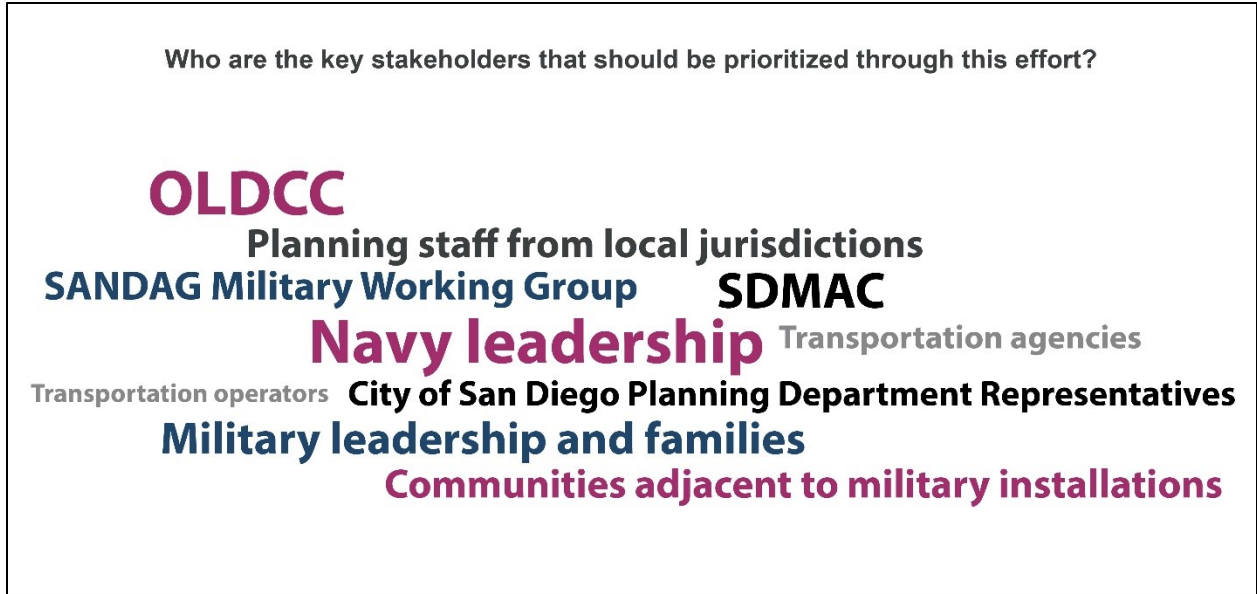 Who are the key stakeholders that should be prioritized through this effort?
OLDCC
Planning staff from local jurisdictions
SANDAG Military Working Group
SDMAC
Navy leadership
Transportation agencies
Transportation operators
City of San Diego Planning Department Representatives
Military leadership and families
Communities adjacent to military installations